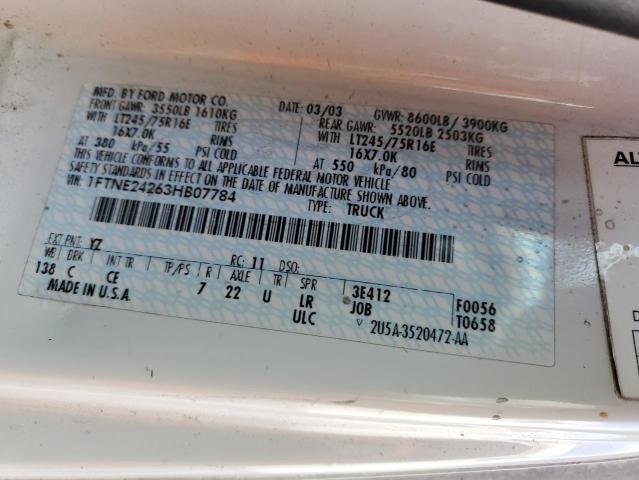 MFD. BY FORD MOTOR CO.
DATE: 03/03 GVWR: 8600LB / 3900KG
FRONT GAWR: 3550LB 1610KG REAR GAWR: 5520LB 2503KG
WITH LT245/75R16E TIRES WITH LT245/75R16E TIRES
16X7.0K RIMS 16X7.0K RIMS
AT 380 kPa/55 PSI COLD AT 550 kPa/80 PSI COLD
THIS VEHICLE CONFORMS TO ALL APPLICABLE FEDERAL MOTOR VEHICLE
SAFETY STANDARDS IN EFFECT ON THE DATE OF MANUFACTURE SHOWN ABOVE.
VIN: 1FTNE24263HB07784
TYPE: TRUCK
EXT PNT: YZ RC: 11 DSO:
WB BRK INT TR TP/PS R AXLE TR SPR
138 C CE 7 22 U LR 3E412 F0056
MADE IN U.S.A. ULC JOB T0658
2U5A-3520472-AA